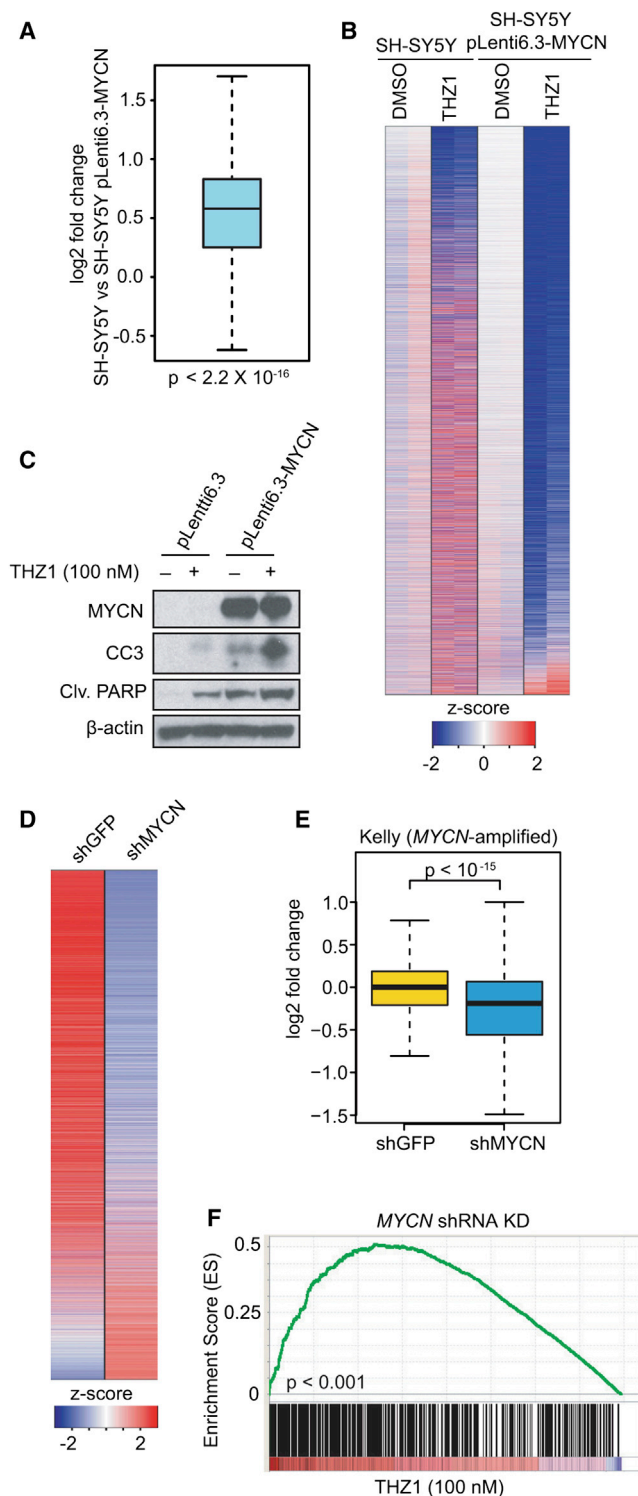 A
log2 fold change
SH-SY5Y vs SH-SY5Y pLenti6.3-MYCN
1.5
1.0
0.5
0.0
-0.5
p < 2.2 X 10-16
B
SH-SY5Y
SH-SY5Y
pLenti6.3-MYCN
DMSO
THZ1
DMSO
THZ1
z-score
-2
0
2
C
pLentti6.3
pLenti6.3-MYCN
THZ1 (100 nM)
– + – +
MYCN
CC3
Clv. PARP
β-actin
D
shGFP
shMYCN
z-score
-2
0
2
E
Kelly (MYCN-amplified)
p < 10-15
log2 fold change
1.0
0.5
0.0
−0.5
−1.0
−1.5
shGFP
shMYCN
F
MYCN shRNA KD
Enrichment Score (ES)
0.5
0.25
0
p < 0.001
THZ1 (100 nM)